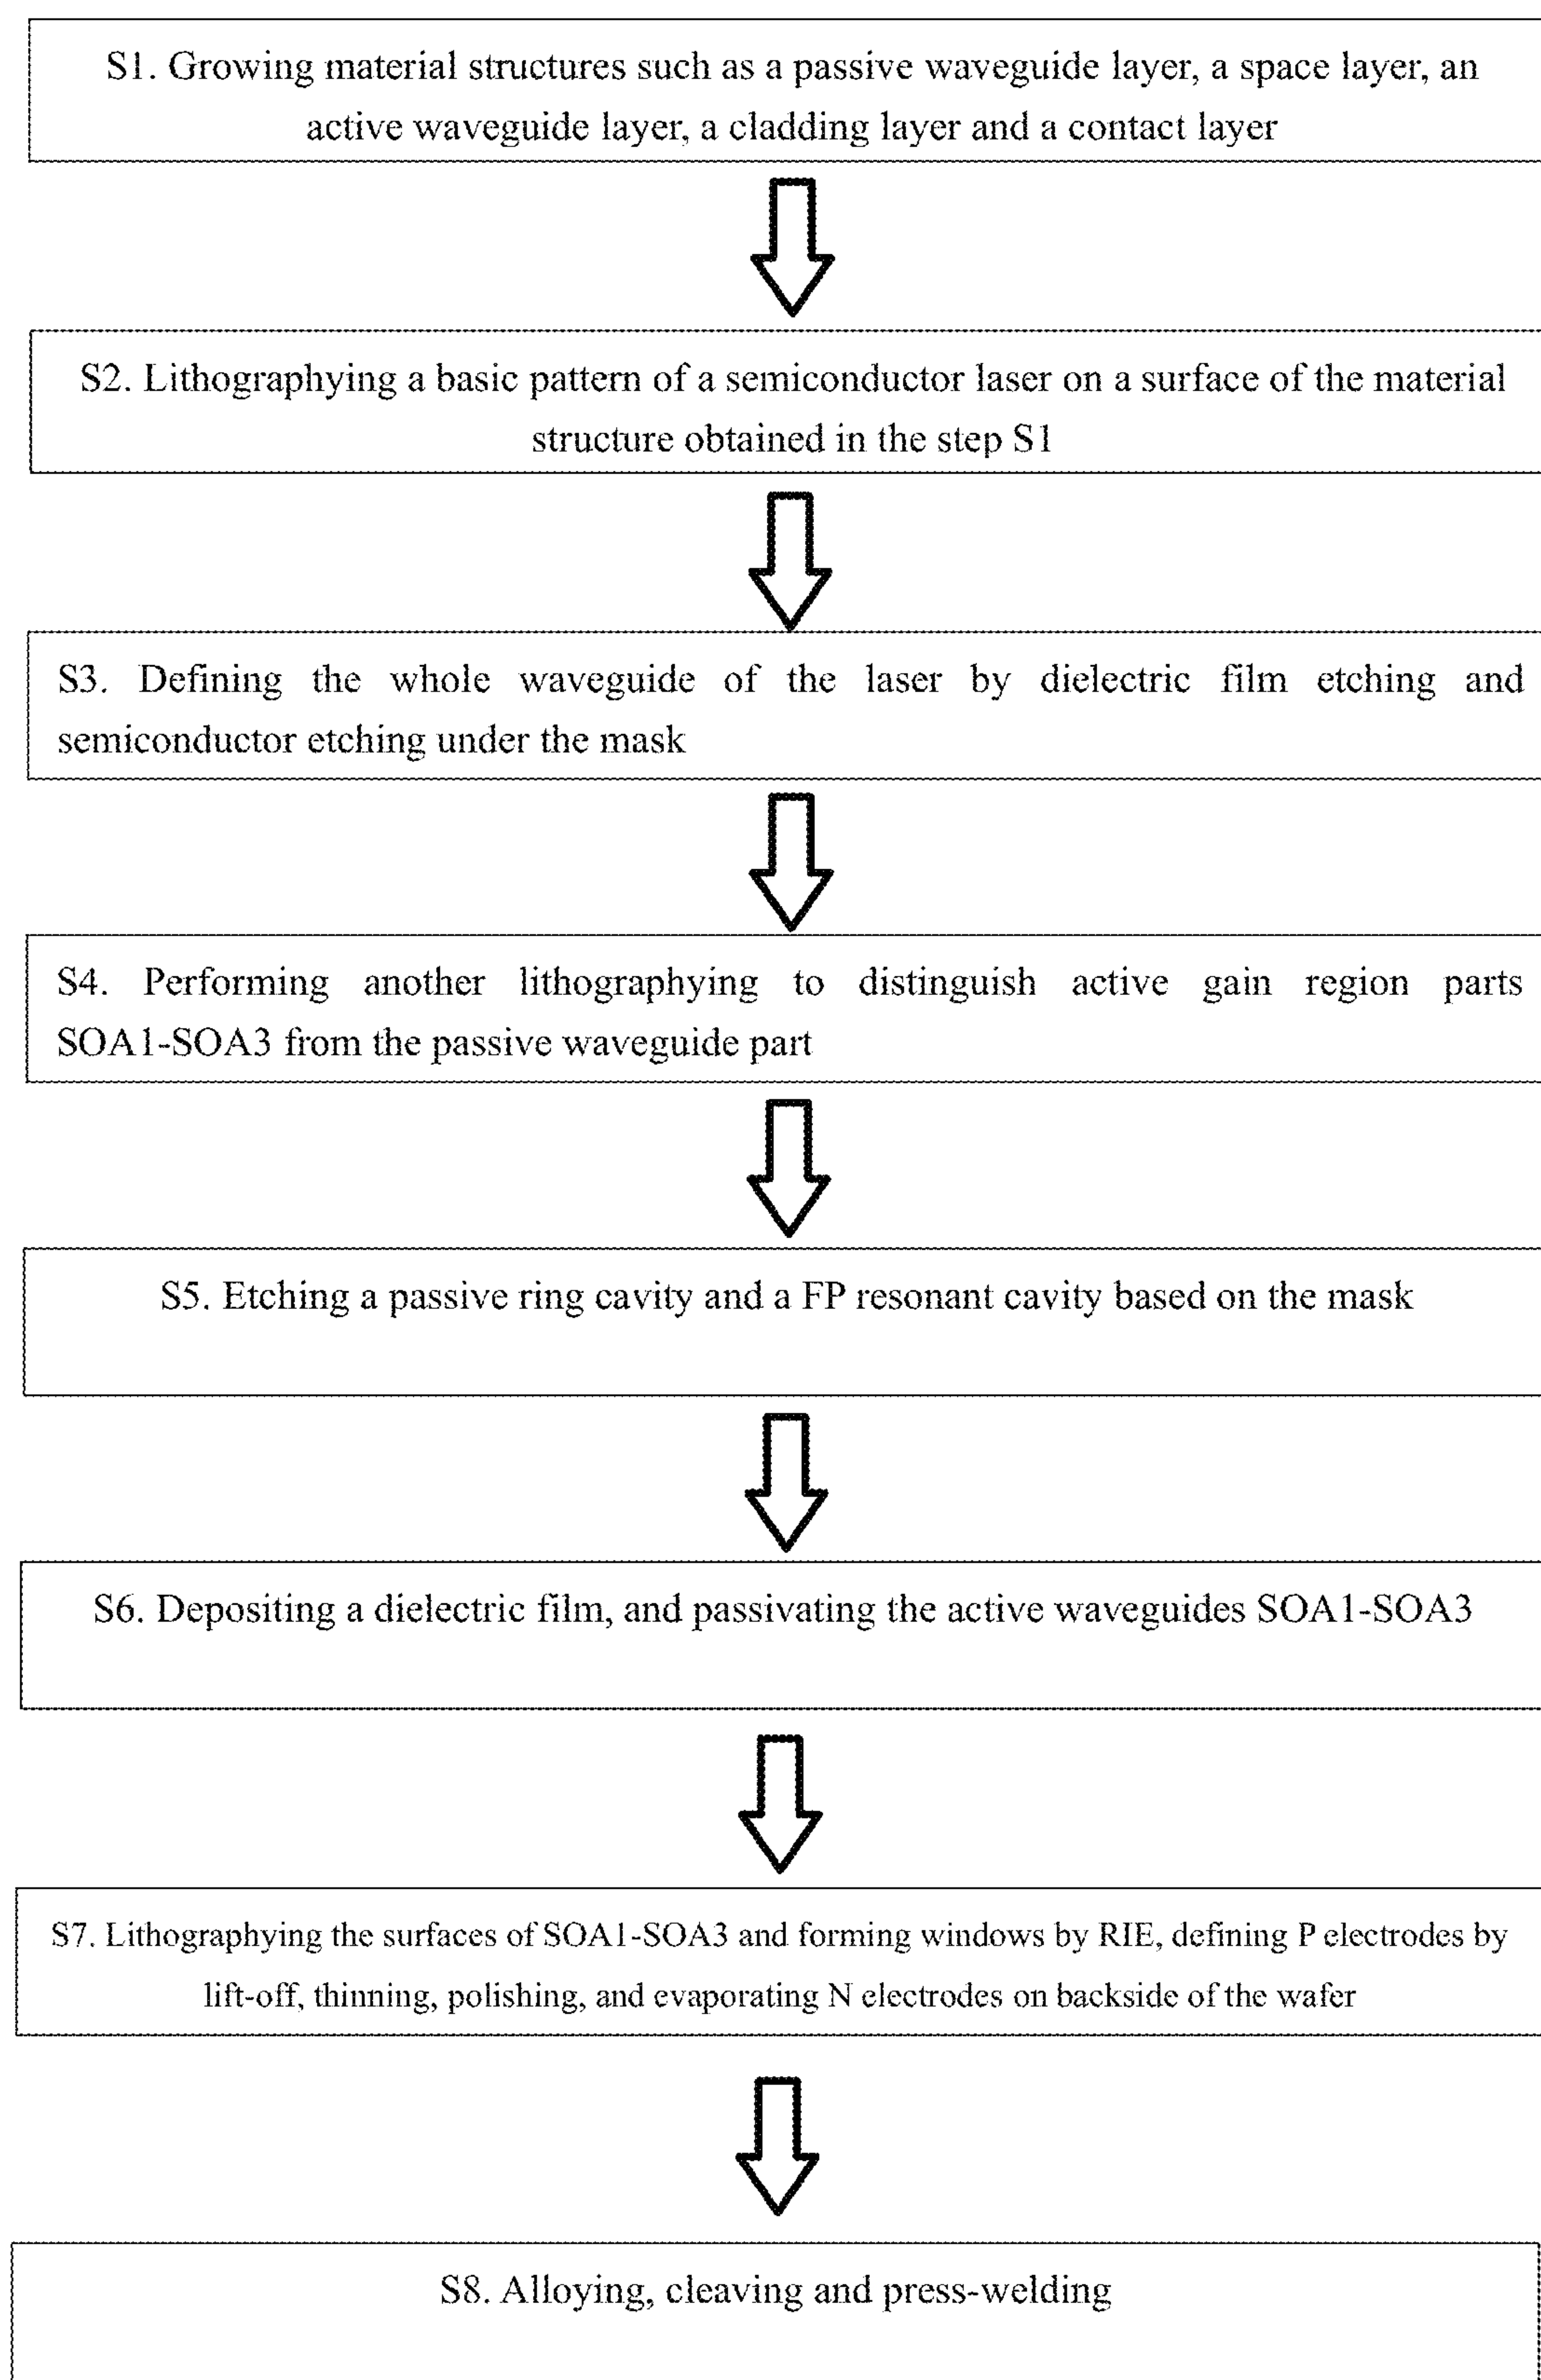 S1. Growing material structures such as a passive waveguide layer, a space layer, an
active waveguide layer, a cladding layer and a contact layer
S2. Lithographying a basic pattern of a semiconductor laser on a surface of the material
structure obtained in the step S1
S3. Defining the whole waveguide of the laser by dielectric film etching and
semiconductor etching under the mask
S4. Performing another lithographying to distinguish active gain region parts
SOA1-SOA3 from the passive waveguide part
S5. Etching a passive ring cavity and a FP resonant cavity based on the mask
S6. Depositing a dielectric film, and passivating the active waveguides SOA1-SOA3
S7. Lithographying the surfaces of SOA1-SOA3 and forming windows by RIE, defining P electrodes by
lift-off, thinning, polishing, and evaporating N electrodes on backside of the wafer
S8. Alloying, cleaving and press-welding